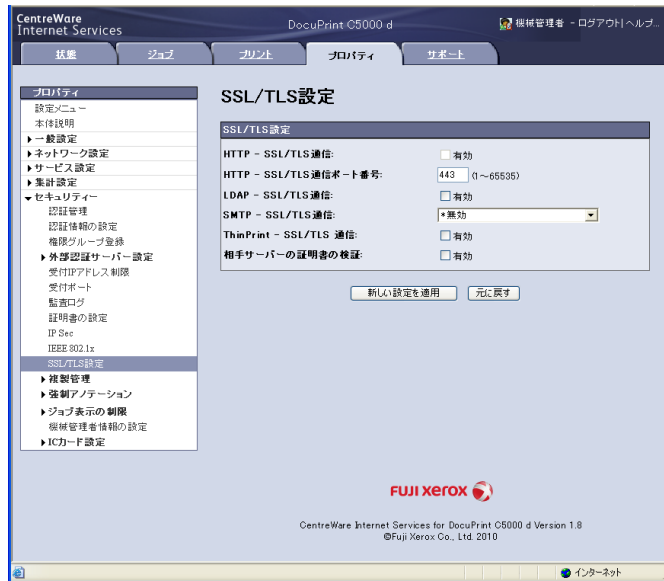 CentreWare
Internet Services
DocuPrint C5000 d
機械管理者 - ログアウト| ヘルプ...
状態
ジョブ
プリント
プロパティ
サポート
プロパティ
設定メニュー
本体説明
一般設定
ネットワーク設定
サービス設定
集計設定
セキュリティー
認証管理
認証情報の設定
権限グループ登録
外部認証サーバー設定
受付IPアドレス制限
受付ポート
監査ログ
証明書の設定
IP Sec
IEEE 802.1x
SSL/TLS設定
複製管理
強制アノテーション
ジョブ表示の制限
機械管理者情報の設定
ICカード設定
SSL/TLS設定
SSL/TLS設定
HTTP - SSL/TLS通信: 有効
HTTP - SSL/TLS通信ポート番号: 443 (1～65535)
LDAP - SSL/TLS通信: 有効
SMTP - SSL/TLS通信: *無効
ThinPrint - SSL/TLS 通信: 有効
相手サーバーの証明書の検証: 有効
新しい設定を適用 元に戻す
FUJI XEROX
CentreWare Internet Services for DocuPrint C5000 d Version 1.8
©Fuji Xerox Co., Ltd. 2010
インターネット